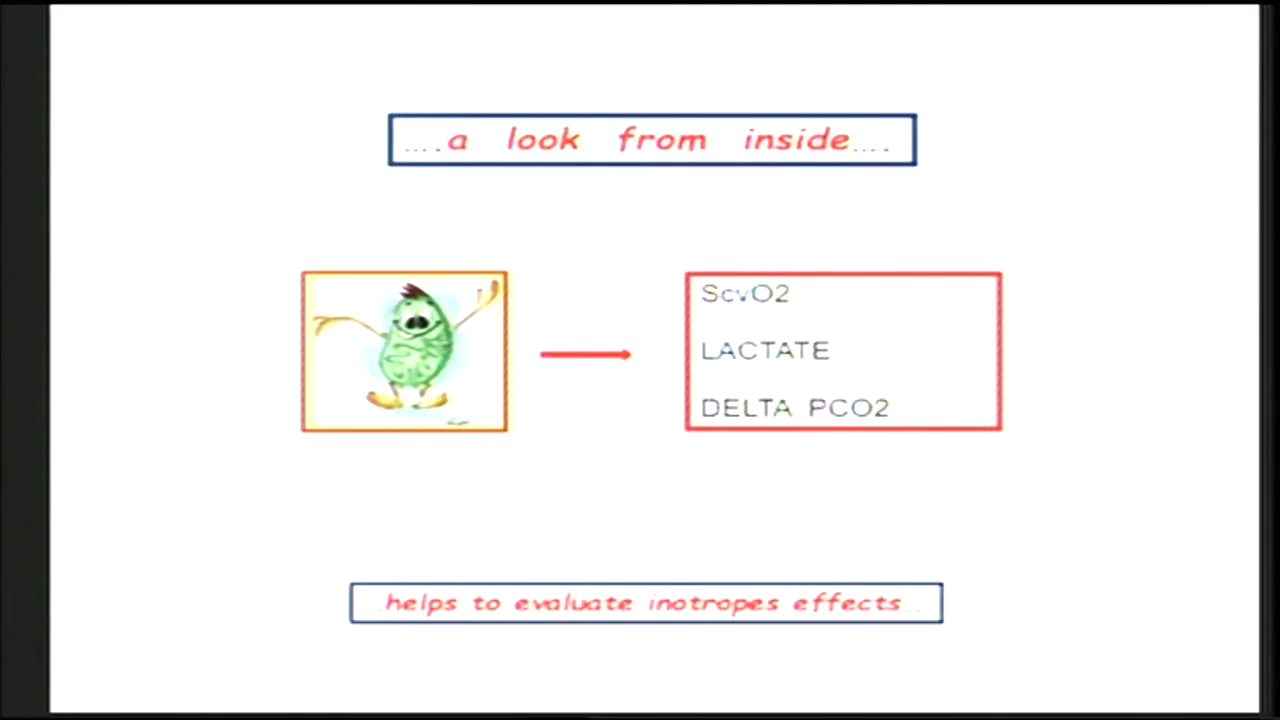 ....a look from inside....
ScvO2
LACTATE
DELTA PCO2
...helps to evaluate inotropes effects...